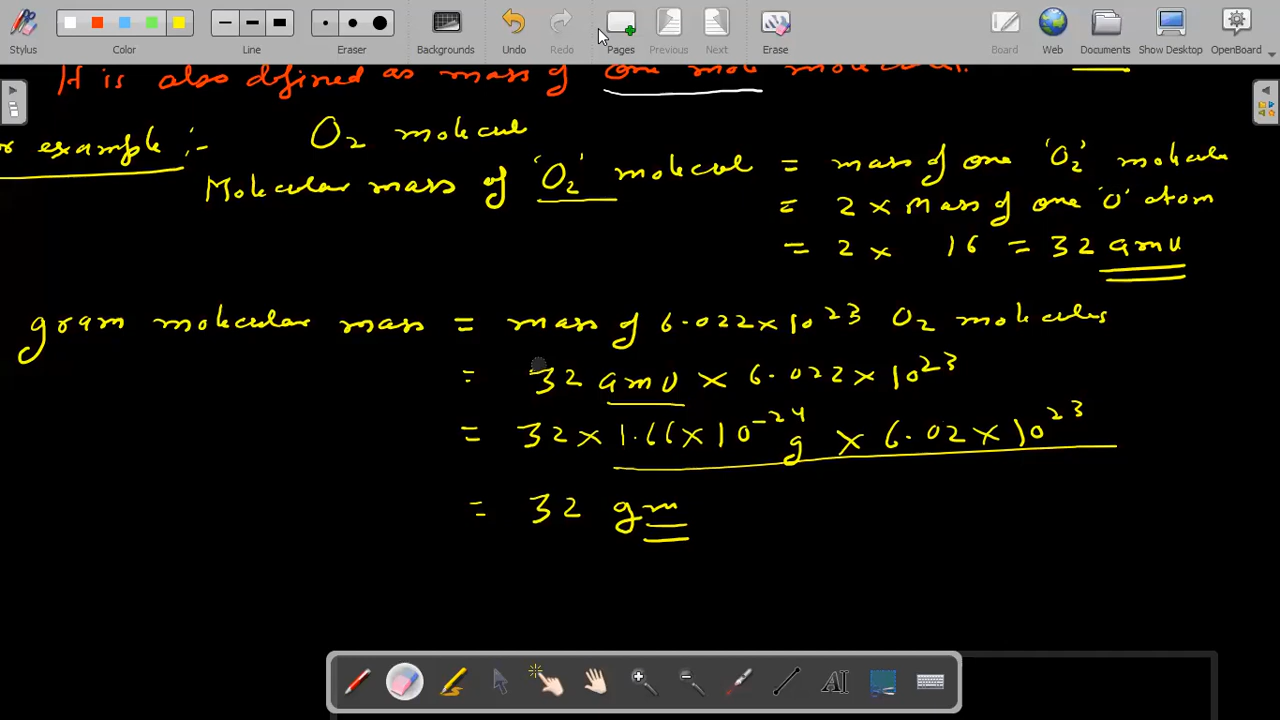 Stylus Color Line Eraser Backgrounds Undo Redo Pages Previous Next Erase Board Web Documents Show Desktop OpenBoard
It is also defined as mass of one mole molecules.
example :- O2 molecule
Molecular mass of 'O2' molecule = mass of one 'O2' molecule
= 2 × Mass of one 'O' atom
= 2 × 16 = 32 amu
gram molecular mass = mass of 6.022×10^23 O2 molecules
= 32 amu × 6.022×10^23
= 32 × 1.66×10^-24 g × 6.02×10^23
= 32 gm